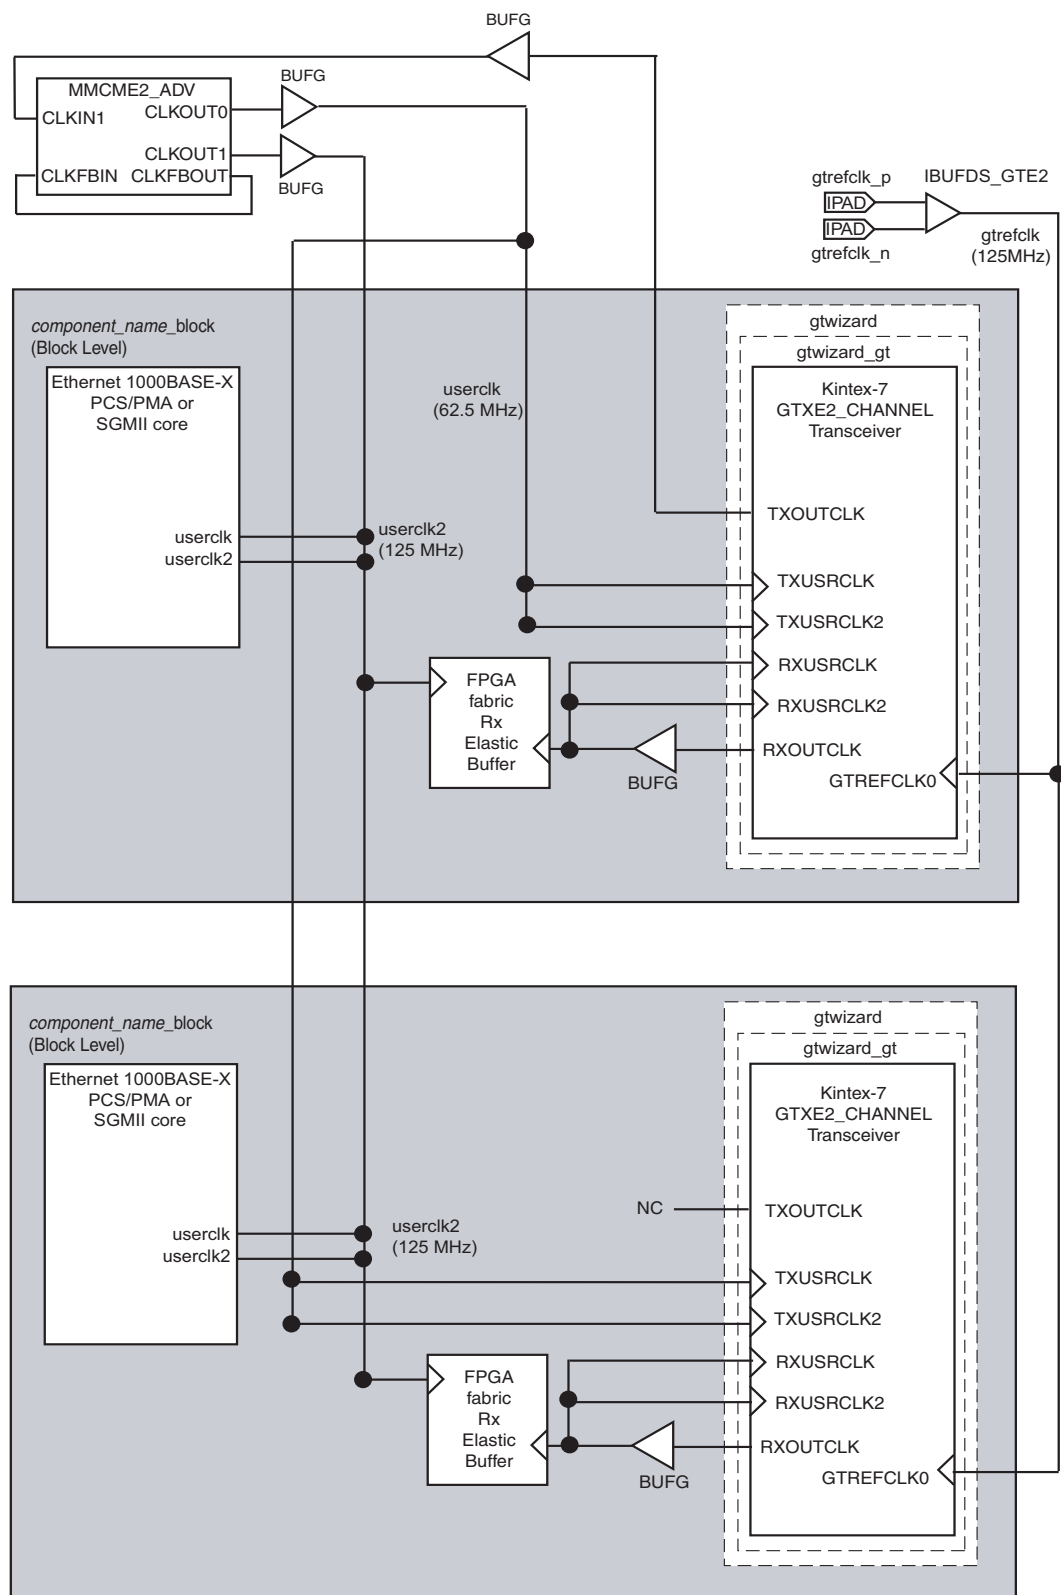 BUFG
BUFG
MMCME2_ADV
CLKIN1
CLKOUT0
CLKOUT1
CLKFBIN
CLKFBOUT
BUFG
gtrefclk_p
IBUFDS_GTE2
IPAD
IPAD
gtrefclk_n
gtrefclk
(125MHz)
component_name_block
(Block Level)
Ethernet 1000BASE-X
PCS/PMA or
SGMII core
userclk
userclk2
userclk
(62.5 MHz)
userclk2
(125 MHz)
gtwizard
gtwizard_gt
Kintex-7
GTXE2_CHANNEL
Transceiver
TXOUTCLK
TXUSRCLK
TXUSRCLK2
RXUSRCLK
RXUSRCLK2
RXOUTCLK
GTREFCLK0
FPGA
fabric
Rx
Elastic
Buffer
BUFG
component_name_block
(Block Level)
Ethernet 1000BASE-X
PCS/PMA or
SGMII core
userclk
userclk2
userclk2
(125 MHz)
gtwizard
gtwizard_gt
Kintex-7
GTXE2_CHANNEL
Transceiver
NC
TXOUTCLK
TXUSRCLK
TXUSRCLK2
RXUSRCLK
RXUSRCLK2
RXOUTCLK
GTREFCLK0
FPGA
fabric
Rx
Elastic
Buffer
BUFG